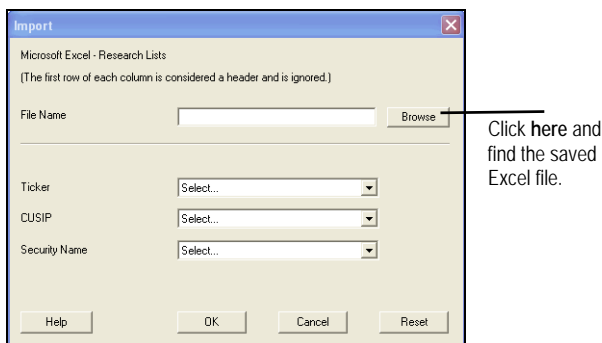 Import
Microsoft Excel - Research Lists
(The first row of each column is considered a header and is ignored.)
File Name
Browse
Click here and
find the saved
Excel file.
Ticker
Select...
CUSIP
Select...
Security Name
Select...
Help
OK
Cancel
Reset